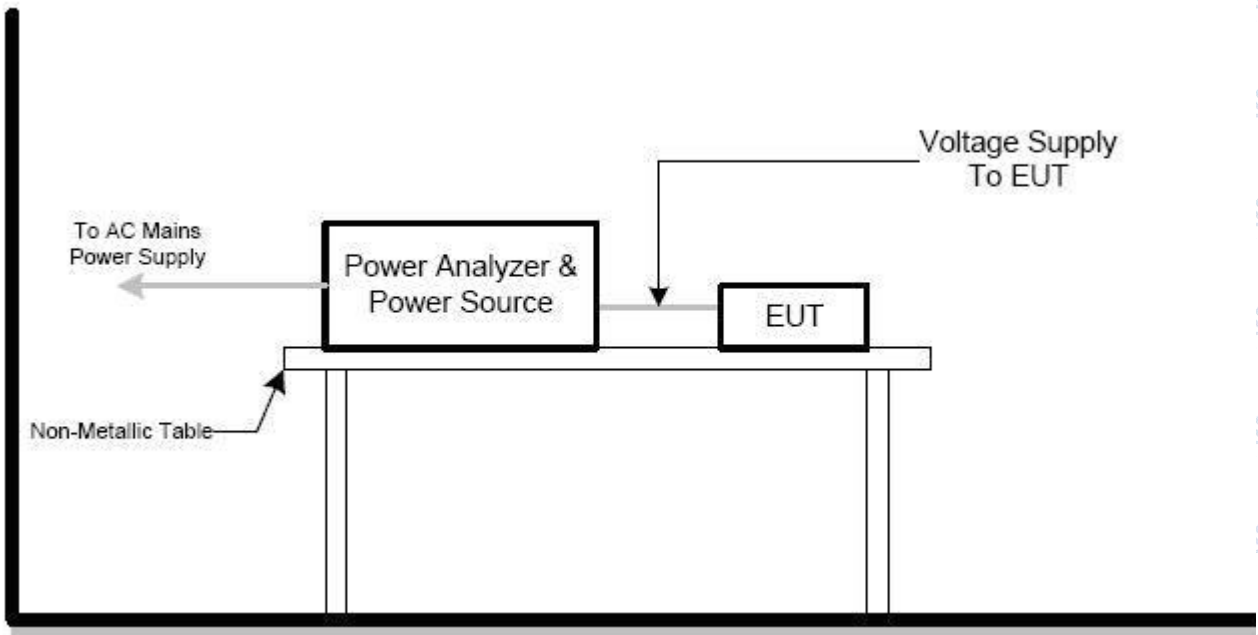 Voltage Supply
To EUT
To AC Mains
Power Supply
Power Analyzer &
Power Source
EUT
Non-Metallic Table